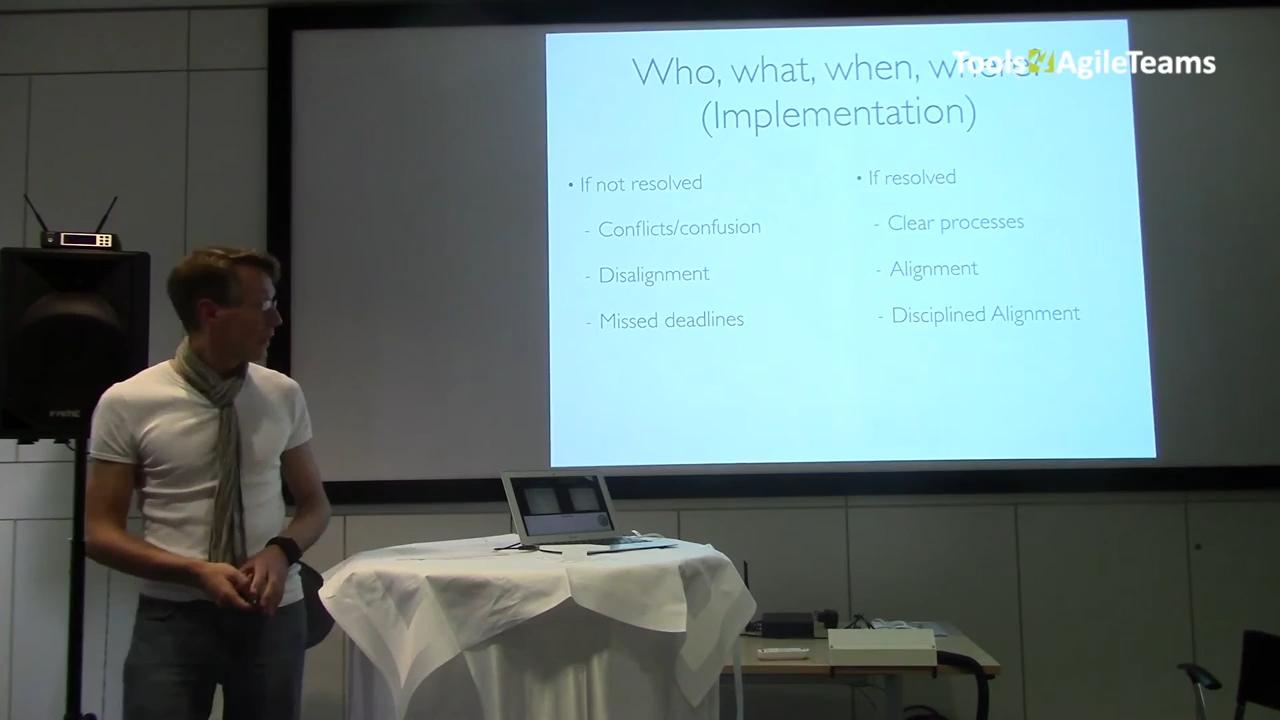 Who, what, when, where?
(Implementation)
Tools4AgileTeams
• If not resolved
- Conflicts/confusion
- Disalignment
- Missed deadlines
• If resolved
- Clear processes
- Alignment
- Disciplined Alignment